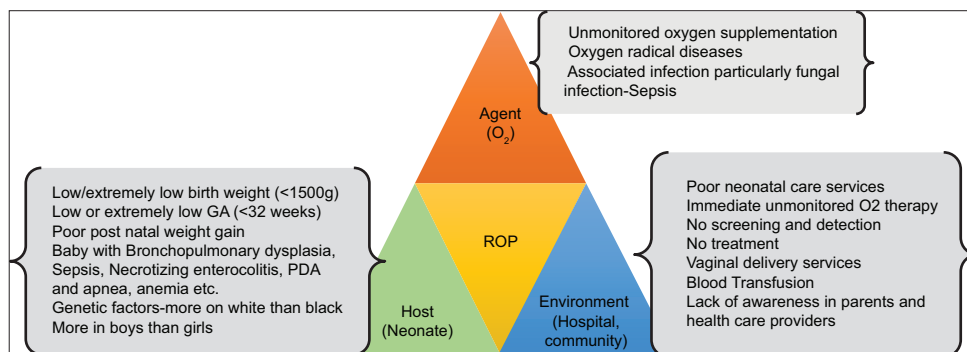 Unmonitored oxygen supplementation
Oxygen radical diseases
Associated infection particularly fungal
infection-Sepsis
Agent
(O₂)
Low/extremely low birth weight (<1500g)
Low or extremely low GA (<32 weeks)
Poor post natal weight gain
Baby with Bronchopulmonary dysplasia,
Sepsis, Necrotizing enterocolitis, PDA
and apnea, anemia etc.
Genetic factors-more on white than black
More in boys than girls
ROP
Host
(Neonate)
Environment
(Hospital,
community)
Poor neonatal care services
Immediate unmonitored O2 therapy
No screening and detection
No treatment
Vaginal delivery services
Blood Transfusion
Lack of awareness in parents and
health care providers